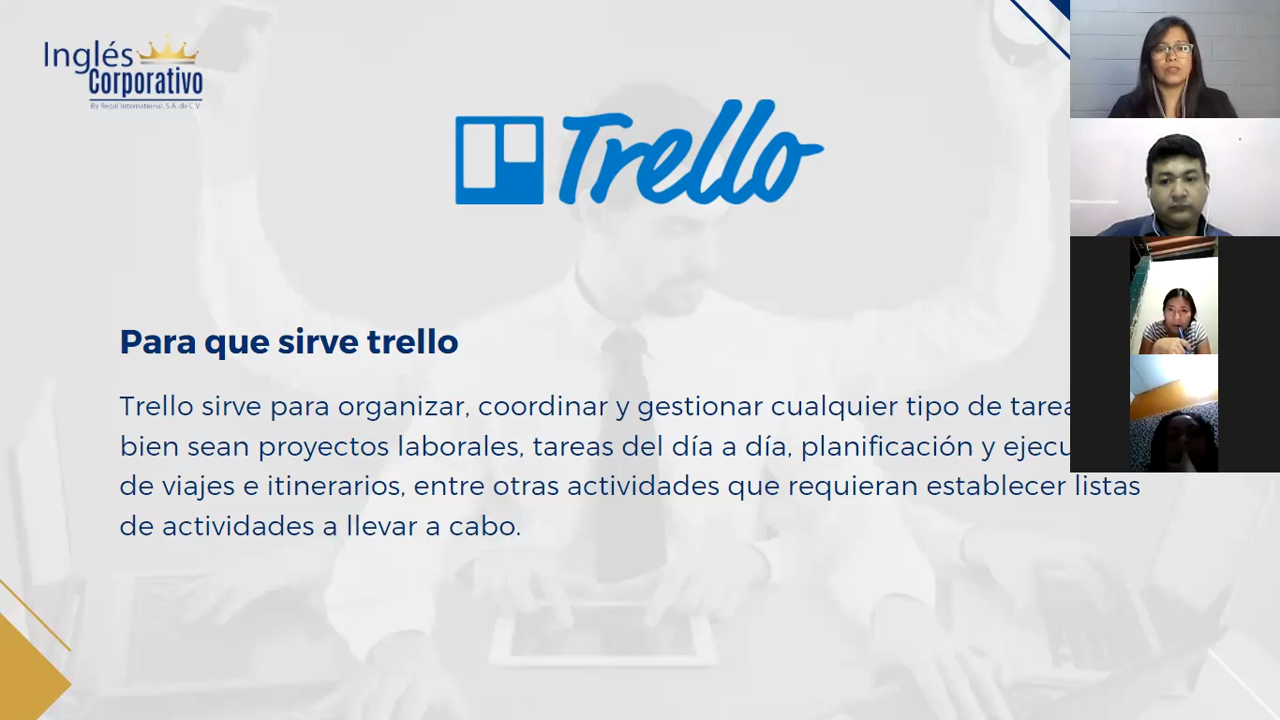 Inglés
Corporativo
By Regal International, S.A. de C.V.
Trello
Para que sirve trello
Trello sirve para organizar, coordinar y gestionar cualquier tipo de
bien sean proyectos laborales, tareas del día a día, planificación y
de viajes e itinerarios, entre otras actividades que requieran establecer listas
de actividades a llevar a cabo.